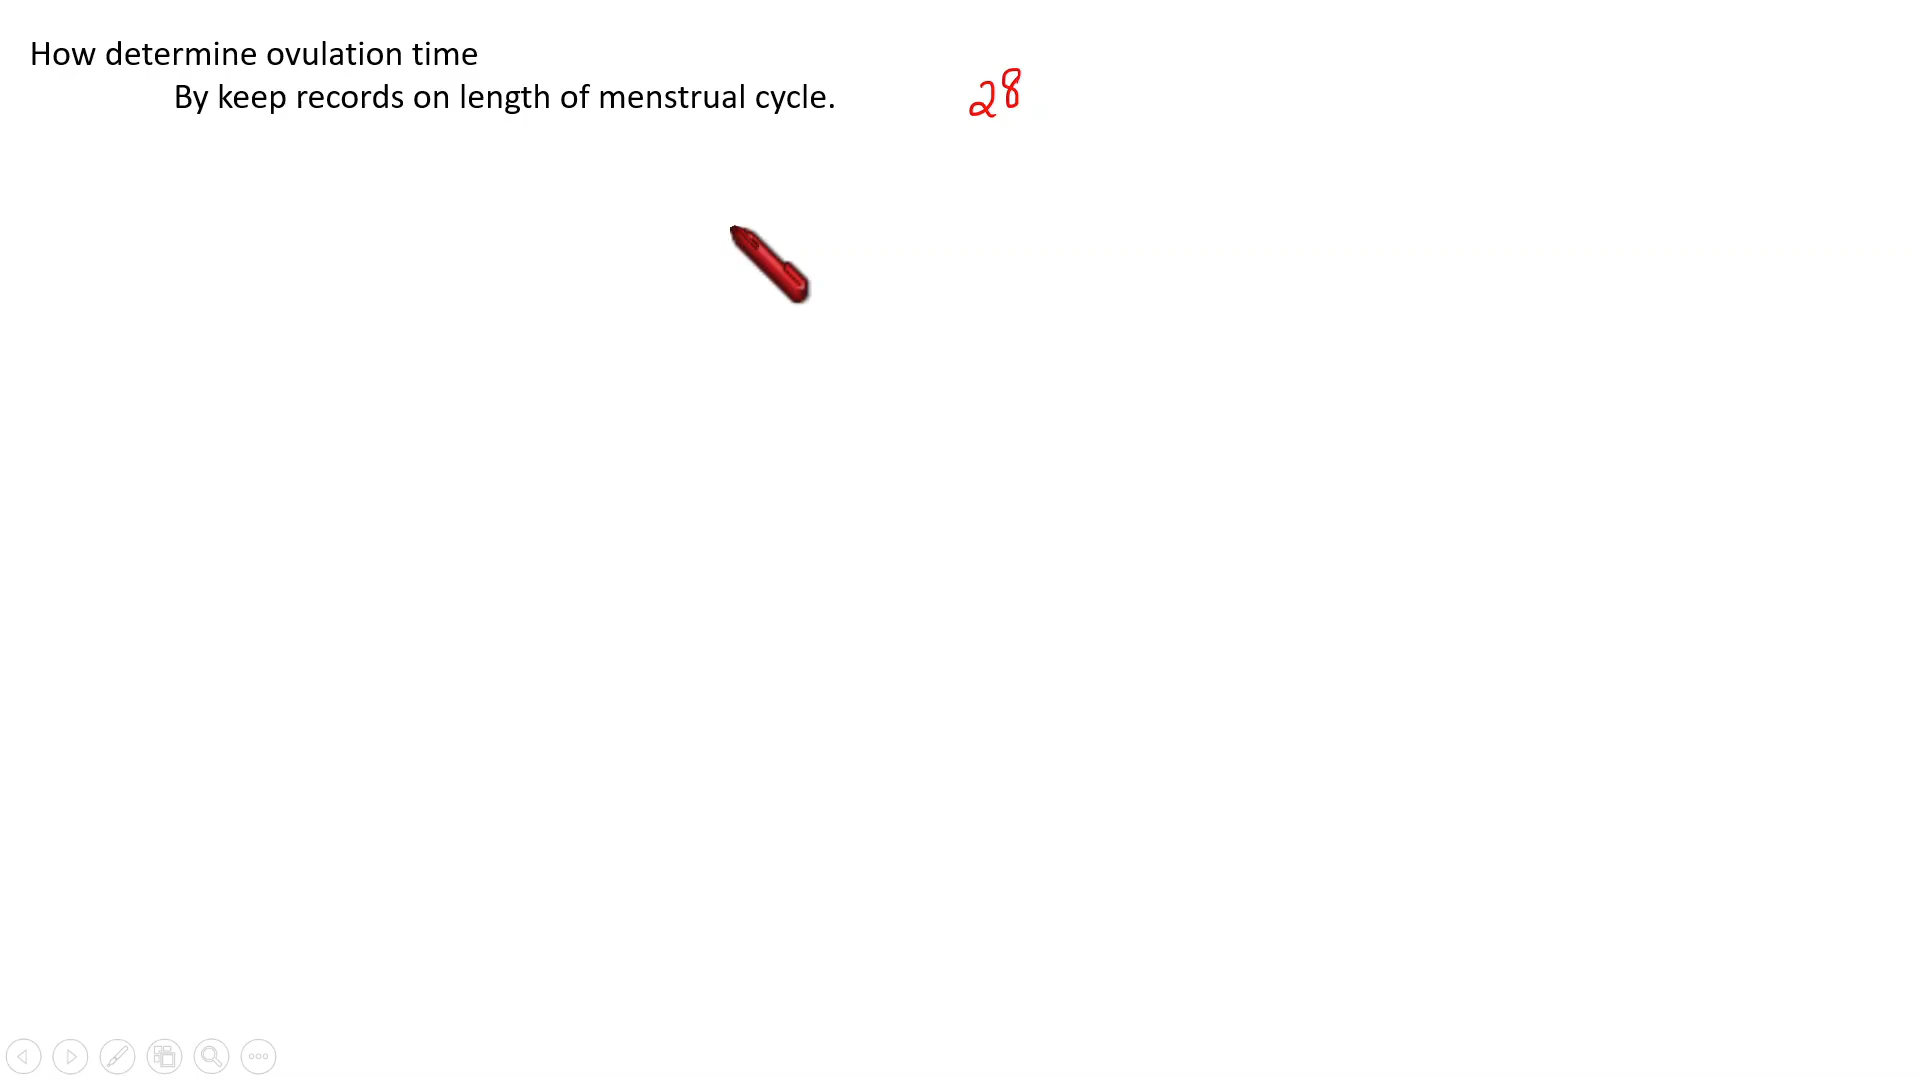 How determine ovulation time
By keep records on length of menstrual cycle. 28